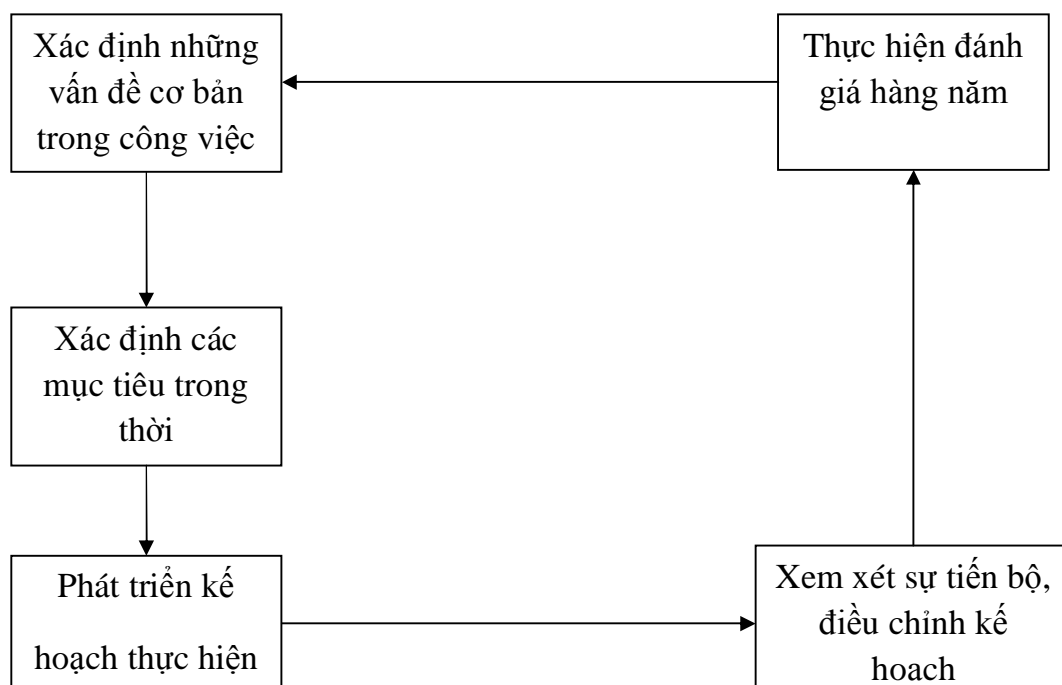 Xác định những
vấn đề cơ bản
trong công việc
Thực hiện đánh
giá hàng năm
Xác định các
mục tiêu trong
thời
Phát triển kế
hoạch thực hiện
Xem xét sự tiến bộ,
điều chỉnh kế
hoach